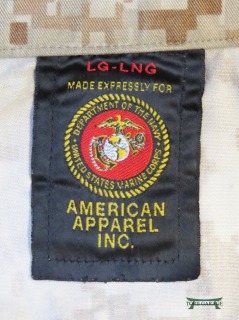 LG-LNG
MADE EXPRESSLY FOR
DEPARTMENT OF THE NAVY
UNITED STATES MARINE CORPS
AMERICAN
APPAREL
INC.